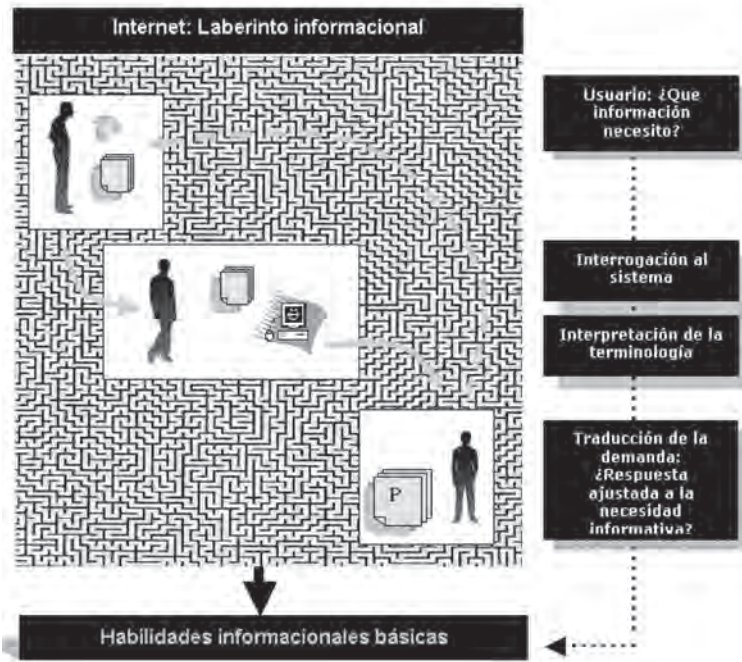 Internet: Laberinto informacional
Usuario: ¿Que
información
necesito?
Interrogación al
sistema
Interpretación de la
terminología
Traducción de la
demanda:
¿Respuesta
ajustada a la
necesidad
informativa?
P
Habilidades informacionales básicas